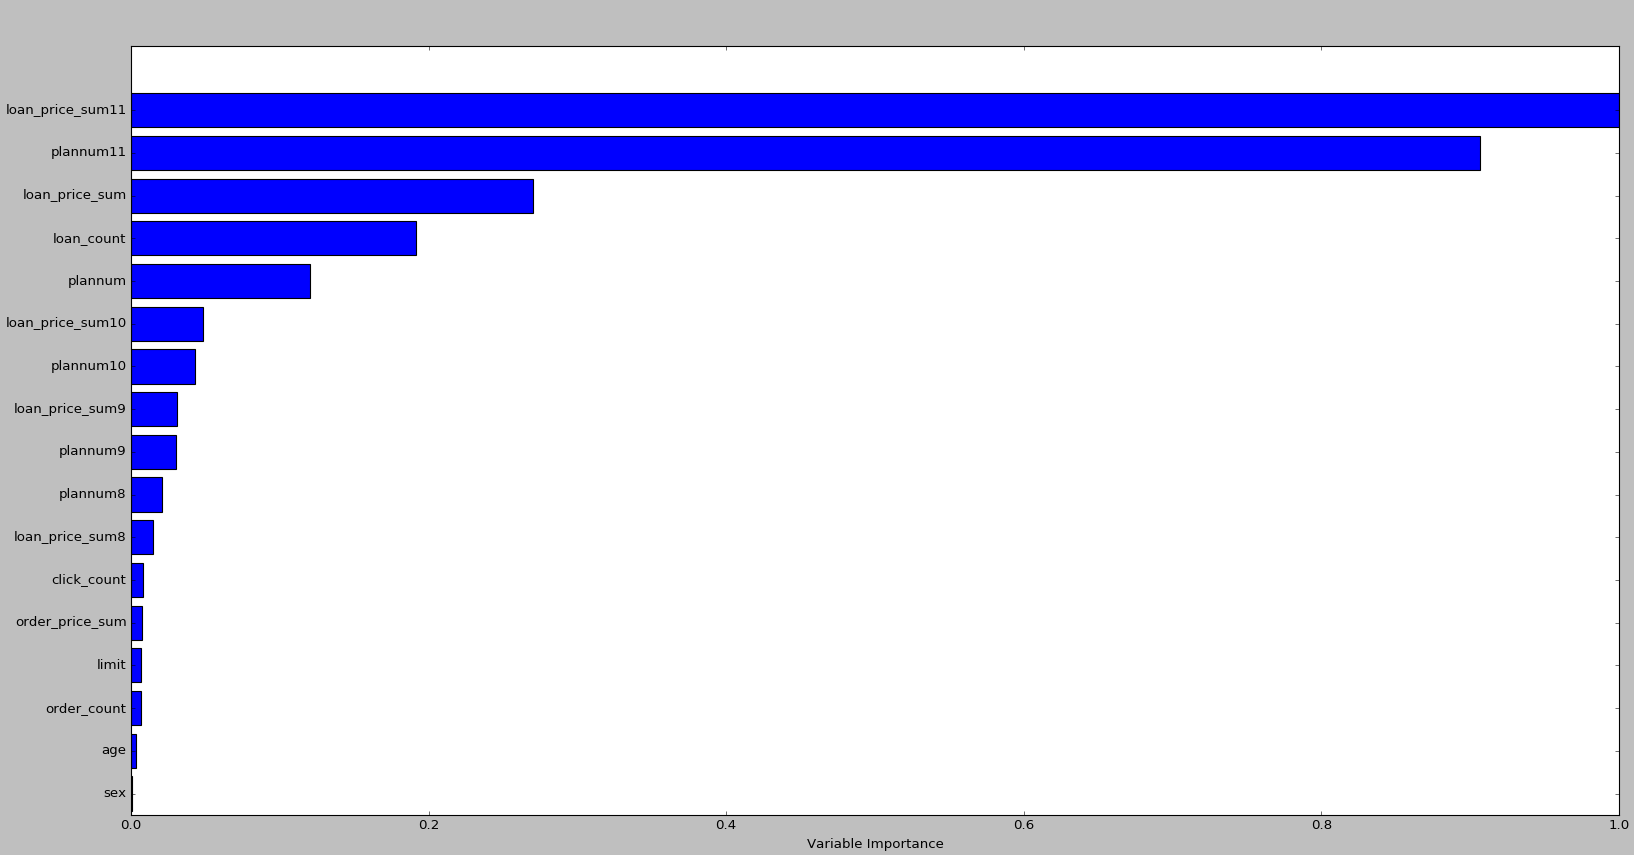 loan_price_sum11
plannum11
loan_price_sum
loan_count
plannum
loan_price_sum10
plannum10
loan_price_sum9
plannum9
plannum8
loan_price_sum8
click_count
order_price_sum
limit
order_count
age
sex
0.0 0.2 0.4 0.6 0.8 1.0
Variable Importance